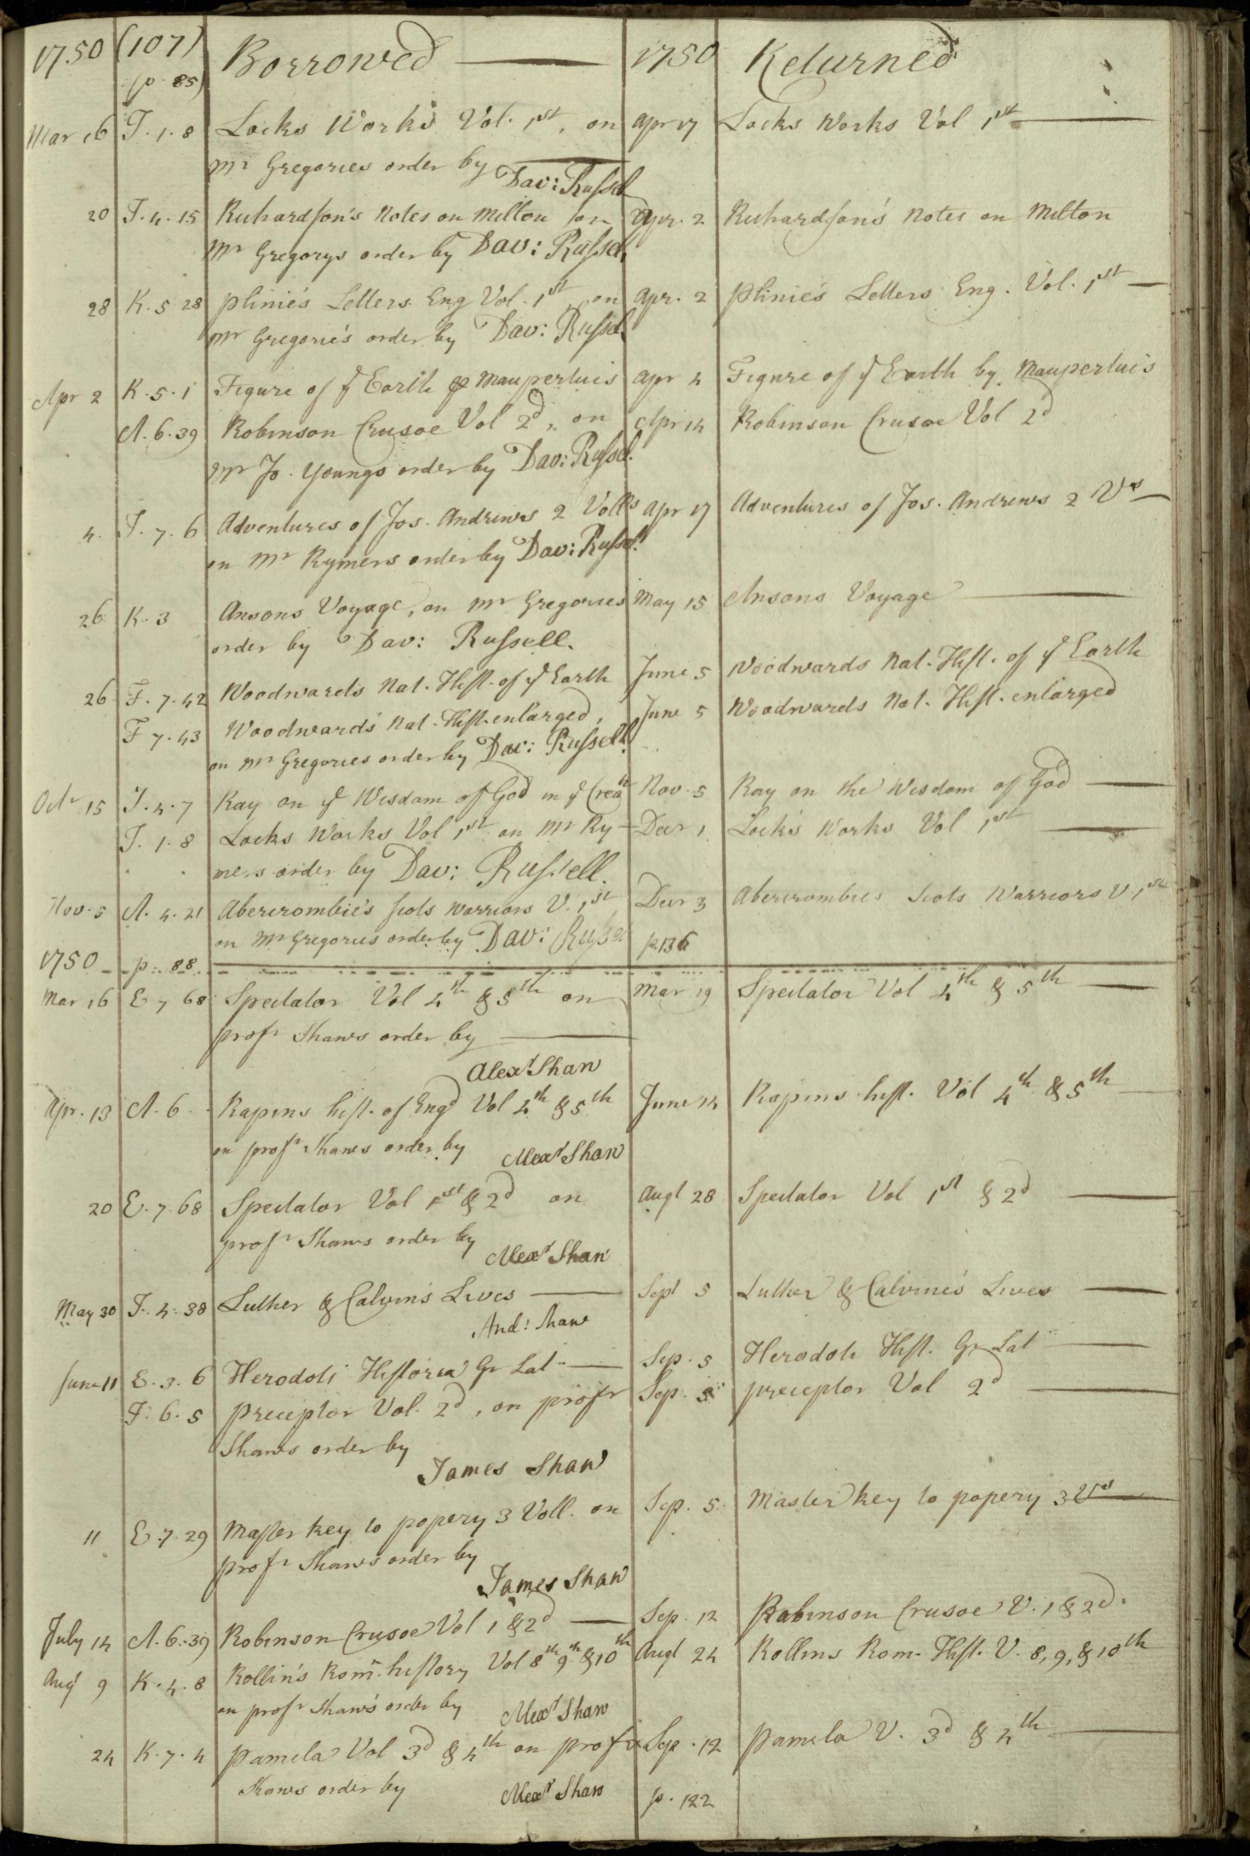 1750 (107) Borrowed 1750 Returned
(p 85)
Mar 16 T. 1. 8 Locks Works Vol. 1st, on Apr 17 Locks Works Vol 1st
Mr Gregories order by Dav: Russel
20 T. 4. 15 Richardson's Notes on Milton on Apr. 2 Richardson's Notes on Milton
Mr Gregorys order by Dav: Russel.
28 K. 5 28 plinie's Letters Eng Vol. 1st, on Apr. 2 plinie's Letters Eng. Vol. 1st
Mr Gregorie's order by Dav: Russel
Apr 2 K. 5. 1 Figure of ye Earth by Maupertuis Apr 4 Figure of ye Earth by Maupertuis
A. 6. 39 Robinson Crusoe Vol 2d, on Apr 14 Robinson Crusoe Vol 2d
Mr Jo. Youngs order by Dav: Russel.
4. T. 7. 6 Adventures of Jos. Andrews 2 Volls Apr 17 Adventures of Jos. Andrews 2 Vs
on Mr Rymers order by Dav: Russel
26 K. 3 Ansons Voyage, on Mr Gregories May 15 Ansons Voyage
order by Dav: Russell.
26 F. 7. 42 Woodwards Nat. Hist. of ye Earth June 5 Woodwards Nat. Hist. of ye Earth
F 7. 43 Woodwards Nat. Hist. enlarged, June 5 Woodwards Nat. Hist. enlarged
on Mr Gregories order by Dav: Russell
Octr 15 T. 4. 7 Ray on ye Wisdom of God in ye Creatn Nov. 5 Ray on the Wisdom of God
T. 1. 8 Locks Works Vol 1st on Mr Ry- Decr 1 Locks Works Vol 1st
mers order by Dav: Russell.
Nov. 5 A. 4. 21 Abercrombie's Scots Warriors V. 1st Decr 3 Abercrombies Scots Warriors V. 1st
on Mr Gregories order by Dav: Russel p 136
1750 p. 88
Mar 16 E 7 68 Spectator Vol 4th & 5th on Mar 19 Spectator Vol 4th & 5th
profr Shaws order by
Alexr Shaw
Apr. 13 A. 6 Rapins hist. of Engd Vol 4th & 5th June 14 Rapins hist. Vol 4th & 5th
on profr Shaws order by Alexr Shaw
20 E. 7. 68 Spectator Vol 1st & 2d on Augt 28 Spectator Vol 1st & 2d
profr Shaws order by Alexr Shaw
May 30 T. 4. 38 Luther & Calvin's Lives Sept 5 Luther & Calvine's Lives
And: Shaw
June 11 E. 3. 6 Herodoti Historia Gr Lat Sep. 5 Herodoti Hist. Gr Lat
F. 6. 5 preceptor Vol. 2d, on profr Sep. 5 preceptor Vol 2d
Shaws order by
James Shaw
11 E. 7. 29 Master key to popery 3 Voll. on Sep. 5 Master key to popery 3 Vs
profr Shaws order by
James Shaw
July 14 A. 6. 39 Robinson Crusoe Vol 1 & 2d Sep. 12 Robinson Crusoe V. 1 & 2d.
Augt 9 K. 4. 8 Rollin's Romn history Vol 8th 9th & 10th Augt 24 Rollins Rom. Hist. V. 8, 9, & 10th
on profr Shaws order by Alexr Shaw
24 K. 7. 4 pamela Vol 3d & 4th on profr Sep. 12 pamela V. 3d & 4th
Shaws order by Alexr Shaw p. 122